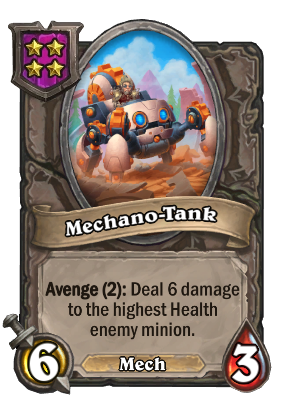 Mechano-Tank
Avenge (2): Deal 6 damage
to the highest Health
enemy minion.
6
Mech
3